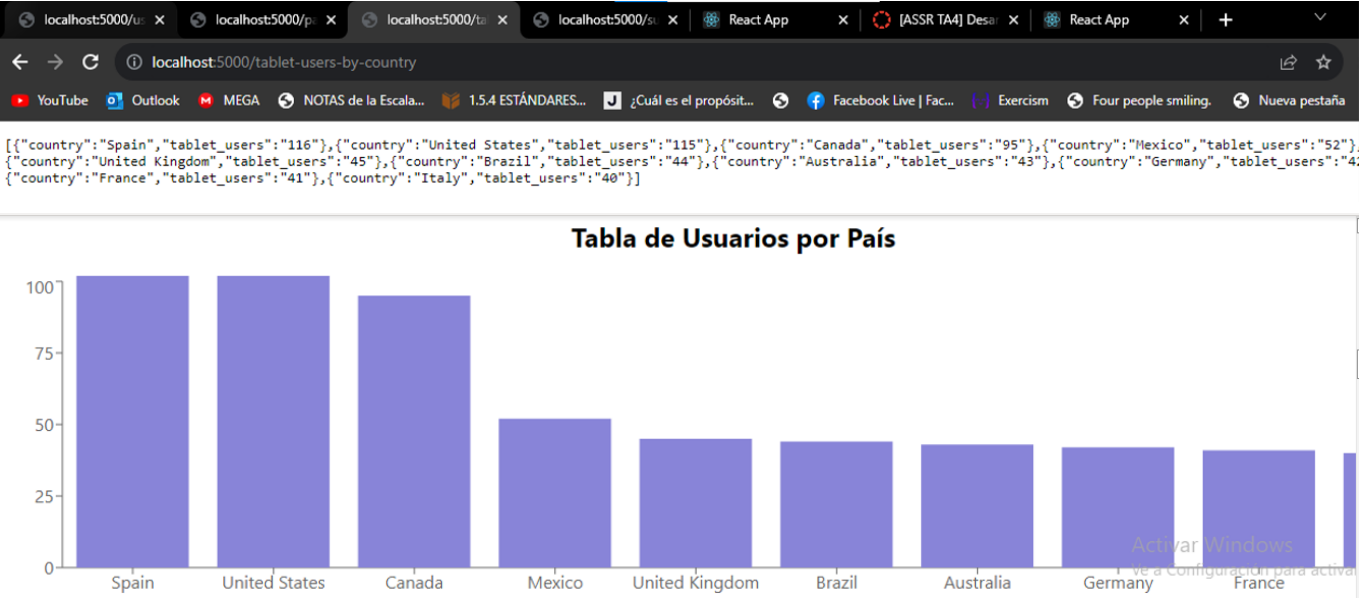 localhost:5000/us
localhost:5000/pa
localhost:5000/ta
localhost:5000/su
React App
[ASSR TA4] Desar
React App
localhost:5000/tablet-users-by-country
YouTube
Outlook
MEGA
NOTAS de la Escala...
1.5.4 ESTÁNDARES...
¿Cuál es el propósit...
Facebook Live | Fac...
Exercism
Four people smiling.
Nueva pestaña
[{"country":"Spain","tablet_users":"116"},{"country":"United States","tablet_users":"115"},{"country":"Canada","tablet_users":"95"},{"country":"Mexico","tablet_users":"52"},
{"country":"United Kingdom","tablet_users":"45"},{"country":"Brazil","tablet_users":"44"},{"country":"Australia","tablet_users":"43"},{"country":"Germany","tablet_users":"42
{"country":"France","tablet_users":"41"},{"country":"Italy","tablet_users":"40"}]
Tabla de Usuarios por País
100
75
50
25
0
Spain
United States
Canada
Mexico
United Kingdom
Brazil
Australia
Germany
France
Activar Windows
Ve a Configuración para activar